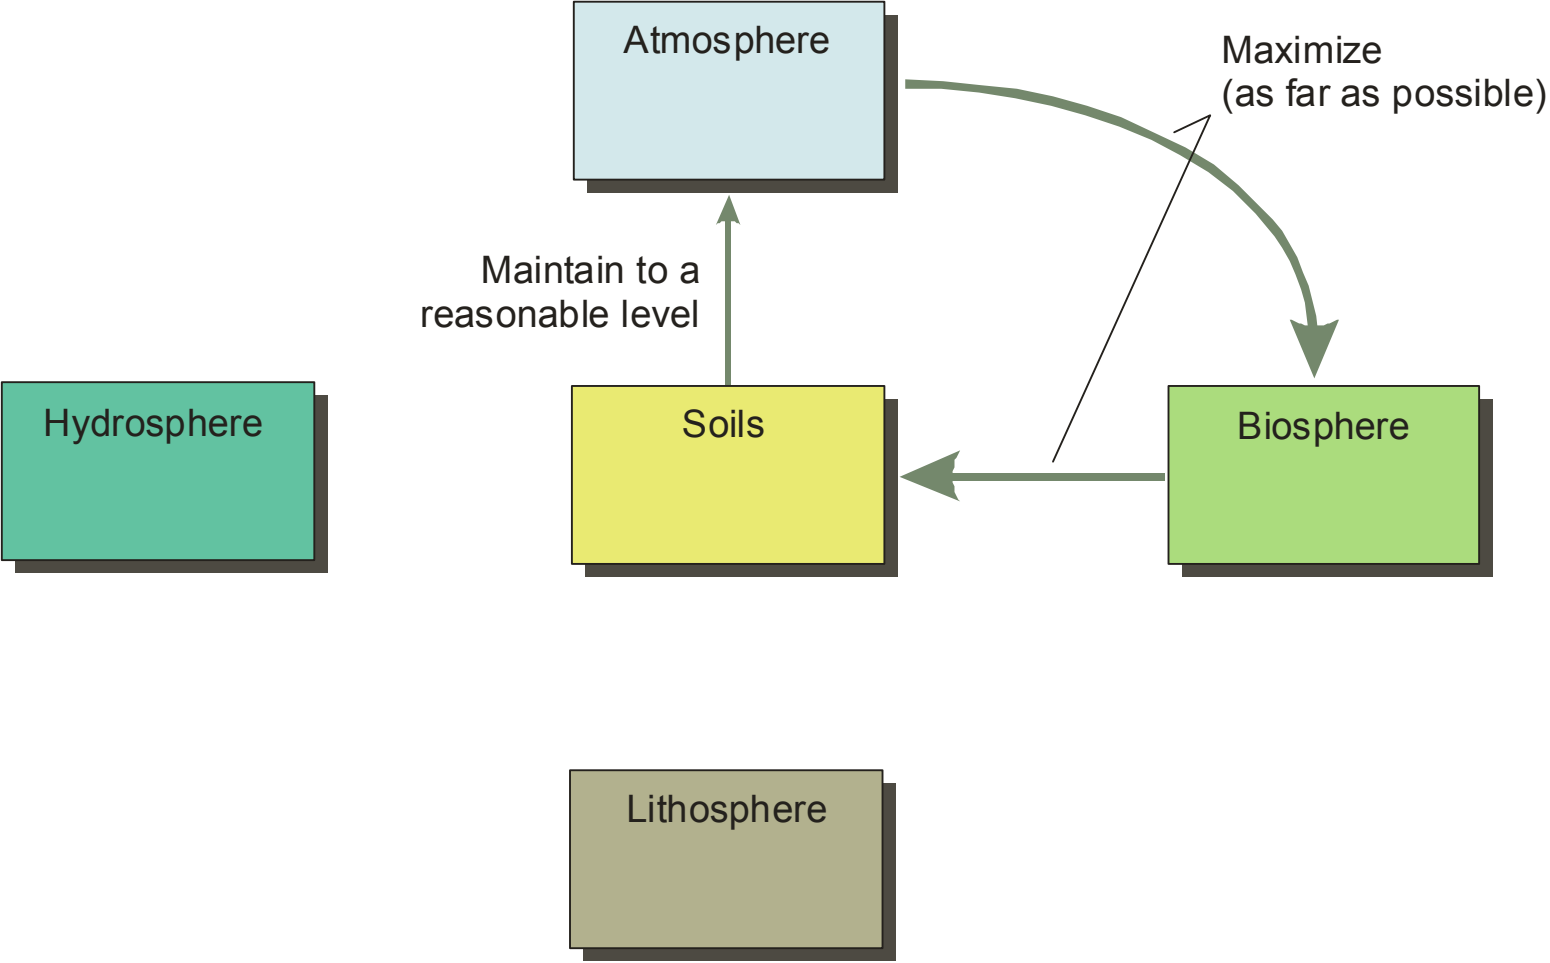 Atmosphere
Maximize
(as far as possible)
Maintain to a
reasonable level
Hydrosphere
Soils
Biosphere
Lithosphere